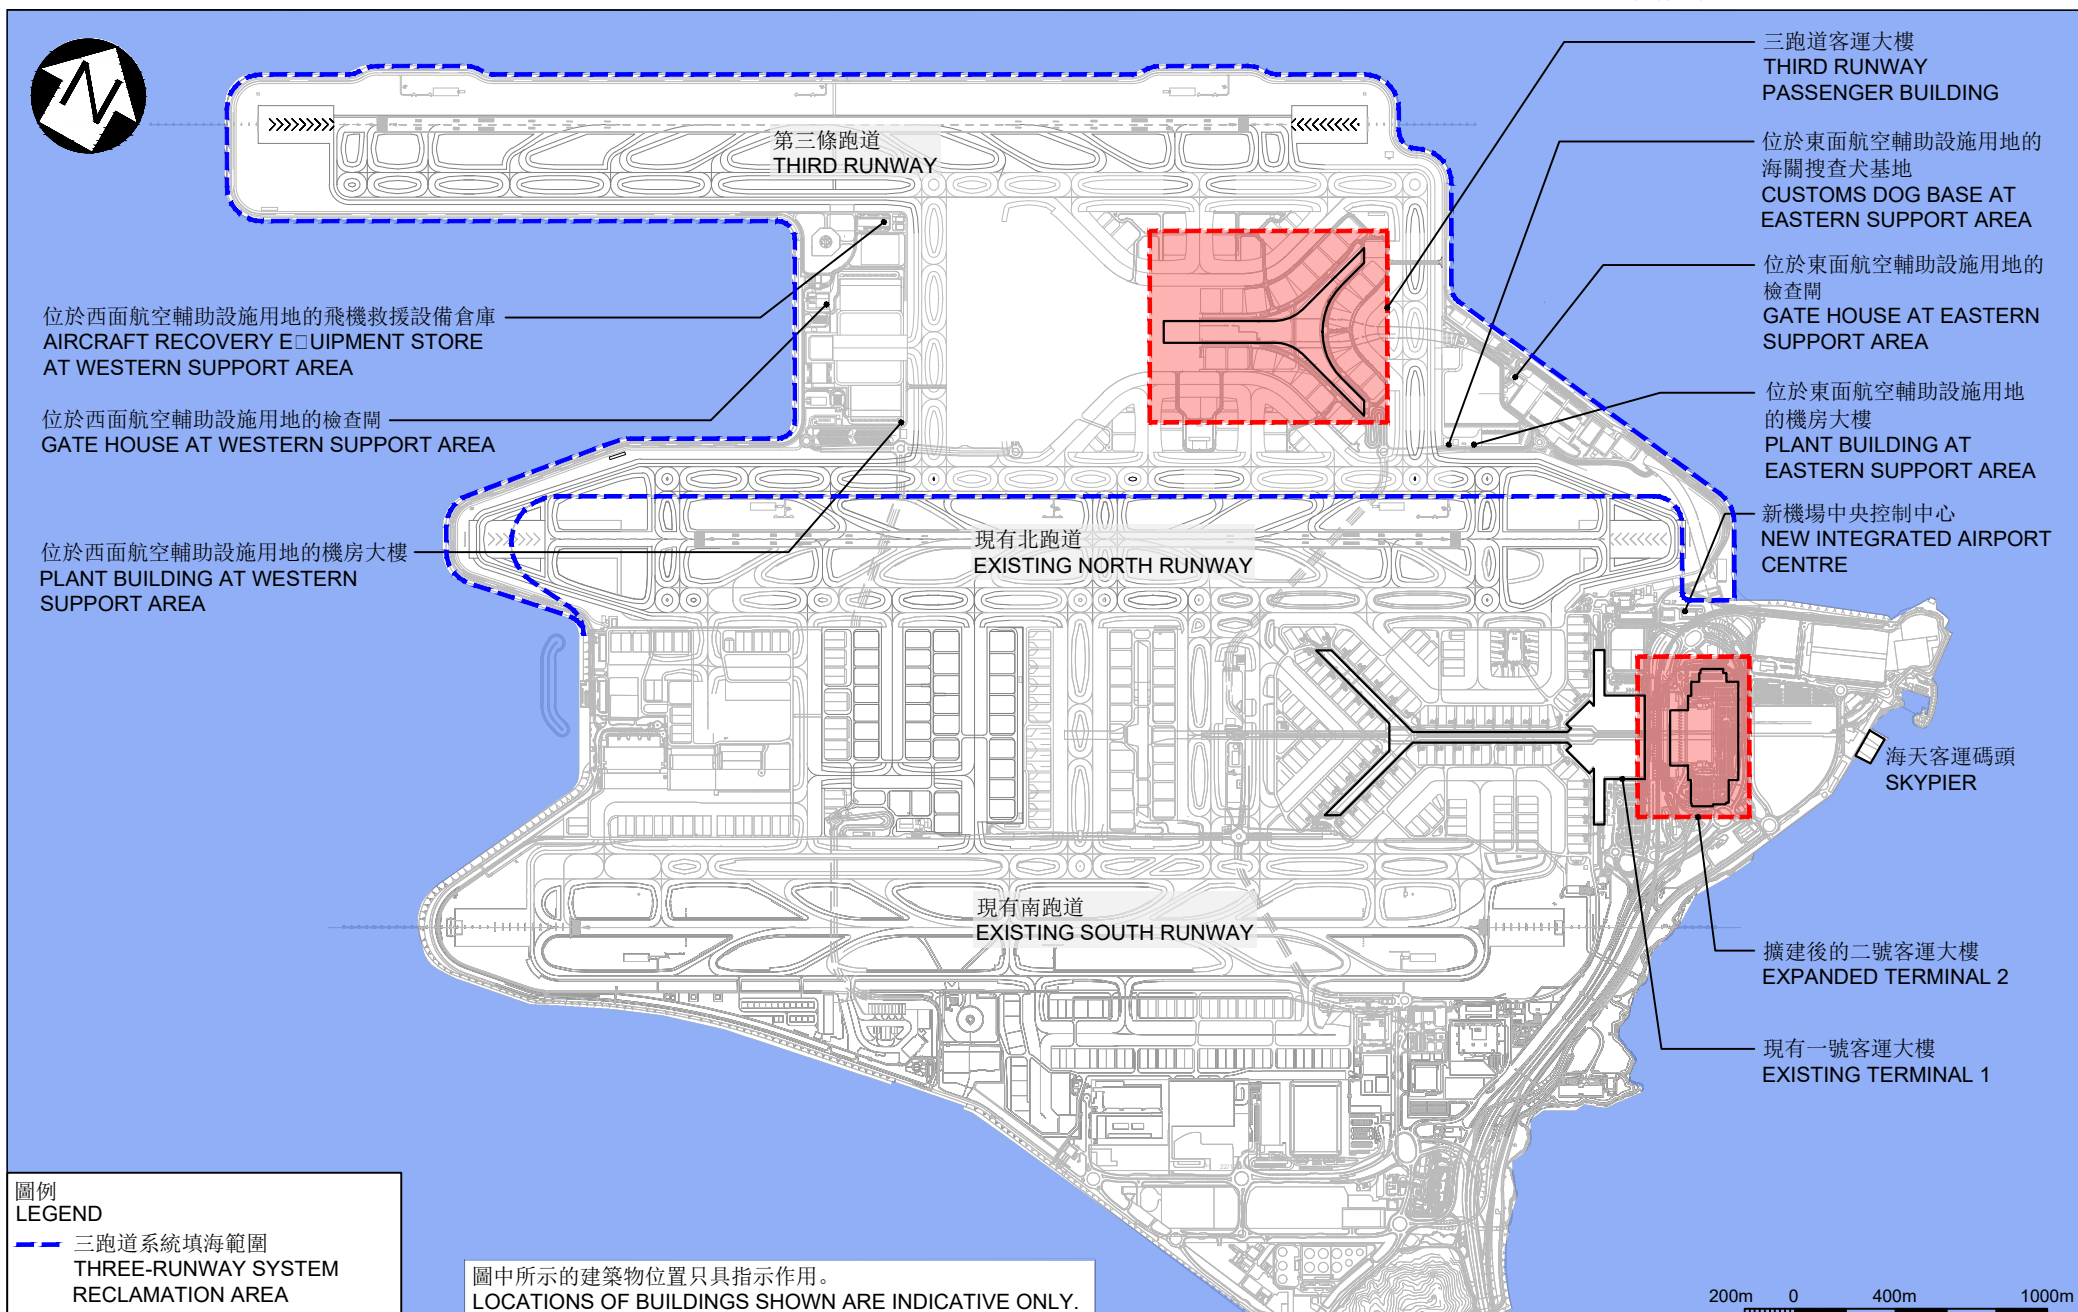 三跑道客運大樓
THIRD RUNWAY
PASSENGER BUILDING
位於東面航空輔助設施用地的
海關搜查犬基地
CUSTOMS DOG BASE AT
EASTERN SUPPORT AREA
位於東面航空輔助設施用地的
檢查閘
GATE HOUSE AT EASTERN
SUPPORT AREA
位於東面航空輔助設施用地
的機房大樓
PLANT BUILDING AT
EASTERN SUPPORT AREA
新機場中央控制中心
NEW INTEGRATED AIRPORT
CENTRE
N
第三條跑道
THIRD RUNWAY
位於西面航空輔助設施用地的飛機救援設備倉庫
AIRCRAFT RECOVERY E□UIPMENT STORE
AT WESTERN SUPPORT AREA
位於西面航空輔助設施用地的檢查閘
GATE HOUSE AT WESTERN SUPPORT AREA
位於西面航空輔助設施用地的機房大樓
PLANT BUILDING AT WESTERN
SUPPORT AREA
現有北跑道
EXISTING NORTH RUNWAY
海天客運碼頭
SKYPIER
現有南跑道
EXISTING SOUTH RUNWAY
擴建後的二號客運大樓
EXPANDED TERMINAL 2
現有一號客運大樓
EXISTING TERMINAL 1
圖例
LEGEND
三跑道系統填海範圍
THREE-RUNWAY SYSTEM
RECLAMATION AREA
圖中所示的建築物位置只具指示作用。
LOCATIONS OF BUILDINGS SHOWN ARE INDICATIVE ONLY.
200m 0 400m 1000m